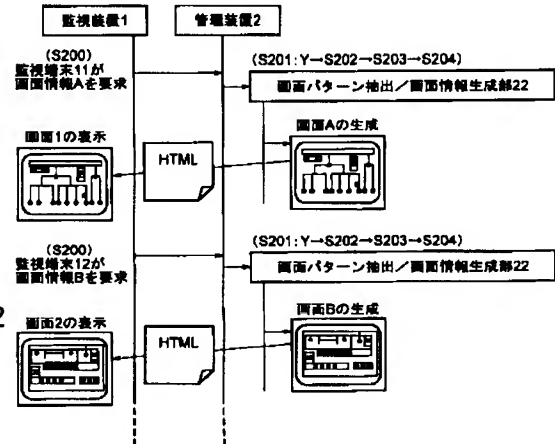 監視装置1
管理装置2
(S200)
監視端末11が
画面情報Aを要求
(S201:Y→S202→S203→S204)
画面パターン抽出／画面情報生成部22
画面1の表示
HTML
画面Aの生成
(S200)
監視端末12が
画面情報Bを要求
(S201:Y→S202→S203→S204)
画面パターン抽出／画面情報生成部22
2
画面2の表示
HTML
画面Bの生成